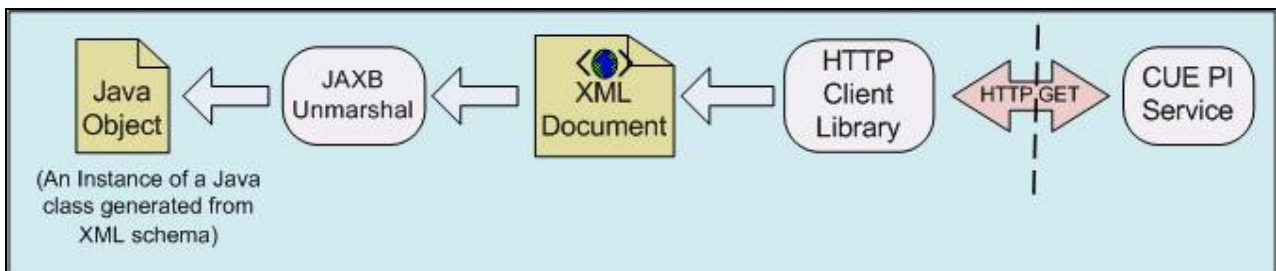 Java
Object
(An Instance of a Java
class generated from
XML schema)
JAXB
Unmarshal
XML
Document
HTTP
Client
Library
HTTP GET
CUE PI
Service